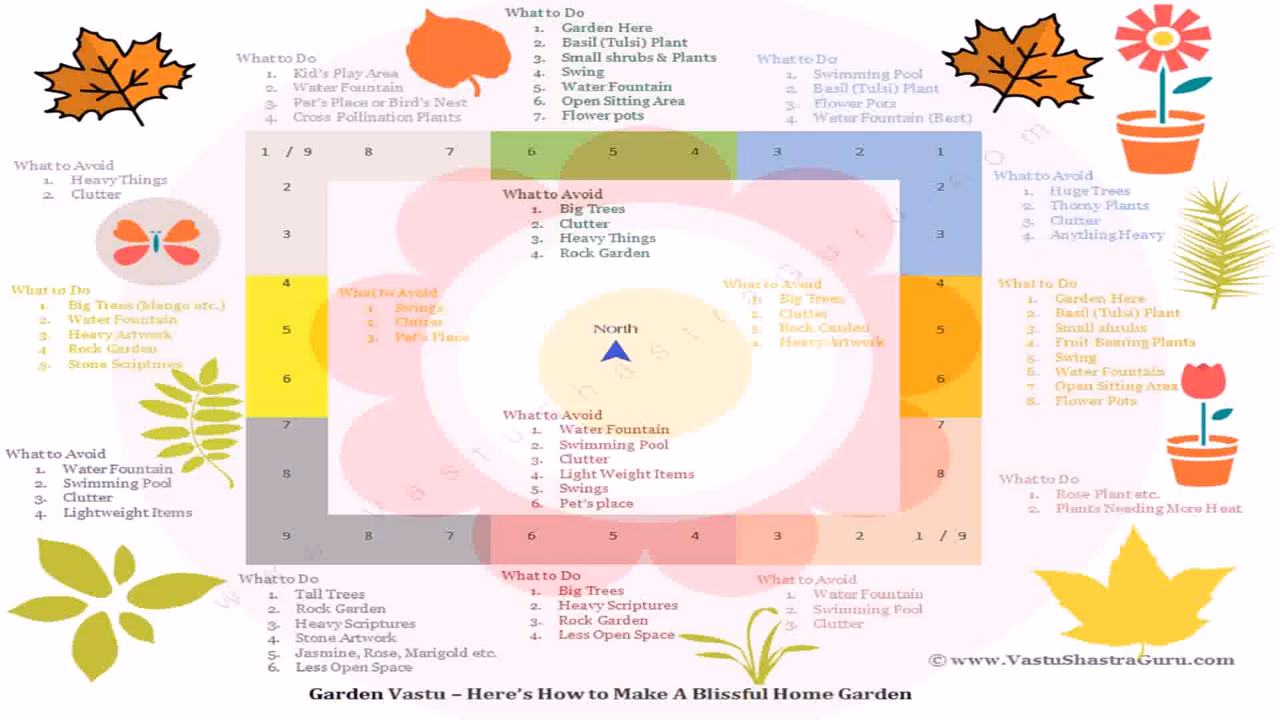 What to Do
1. Garden Here
2. Basil (Tulsi) Plant
3. Small shrubs & Plants
4. Swing
5. Water Fountain
6. Open Sitting Area
7. Flower pots
What to Do
1. Kid's Play Area
2. Water Fountain
3. Pet's Place or Bird's Nest
4. Cross Pollination Plants
What to Do
1. Swimming Pool
2. Basil (Tulsi) Plant
3. Flower Pots
4. Water Fountain (Best)
1 / 9 8 7 6 5 4 3 2 1
What to Avoid
1. Heavy Things
2. Clutter
What to Avoid
1. Huge Trees
2. Thorny Plants
3. Clutter
4. Anything Heavy
2
3
4
5
6
7
8
2
3
4
5
6
7
8
What to Avoid
1. Big Trees
2. Clutter
3. Heavy Things
4. Rock Garden
What to Do
1. Big Trees (Mango etc.)
2. Water Fountain
3. Heavy Artwork
4. Rock Garden
5. Stone Scriptures
What to Avoid
1. Swings
2. Clutter
3. Pet's Place
What to Avoid
1. Big Trees
2. Clutter
3. Rock Garden
4. Heavy Artwork
What to Do
1. Garden Here
2. Basil (Tulsi) Plant
3. Small shrubs
4. Fruit Bearing Plants
5. Swing
6. Water Fountain
7. Open Sitting Area
8. Flower Pots
North
What to Avoid
1. Water Fountain
2. Swimming Pool
3. Clutter
4. Light Weight Items
5. Swings
6. Pet's place
What to Avoid
1. Water Fountain
2. Swimming Pool
3. Clutter
4. Lightweight Items
What to Do
1. Rose Plant etc.
2. Plants Needing More Heat
9 8 7 6 5 4 3 2 1 / 9
What to Do
1. Tall Trees
2. Rock Garden
3. Heavy Scriptures
4. Stone Artwork
5. Jasmine, Rose, Marigold etc.
6. Less Open Space
What to Do
1. Big Trees
2. Heavy Scriptures
3. Rock Garden
4. Less Open Space
What to Avoid
1. Water Fountain
2. Swimming Pool
3. Clutter
© www.VastuShastraGuru.com
Garden Vastu – Here's How to Make A Blissful Home Garden